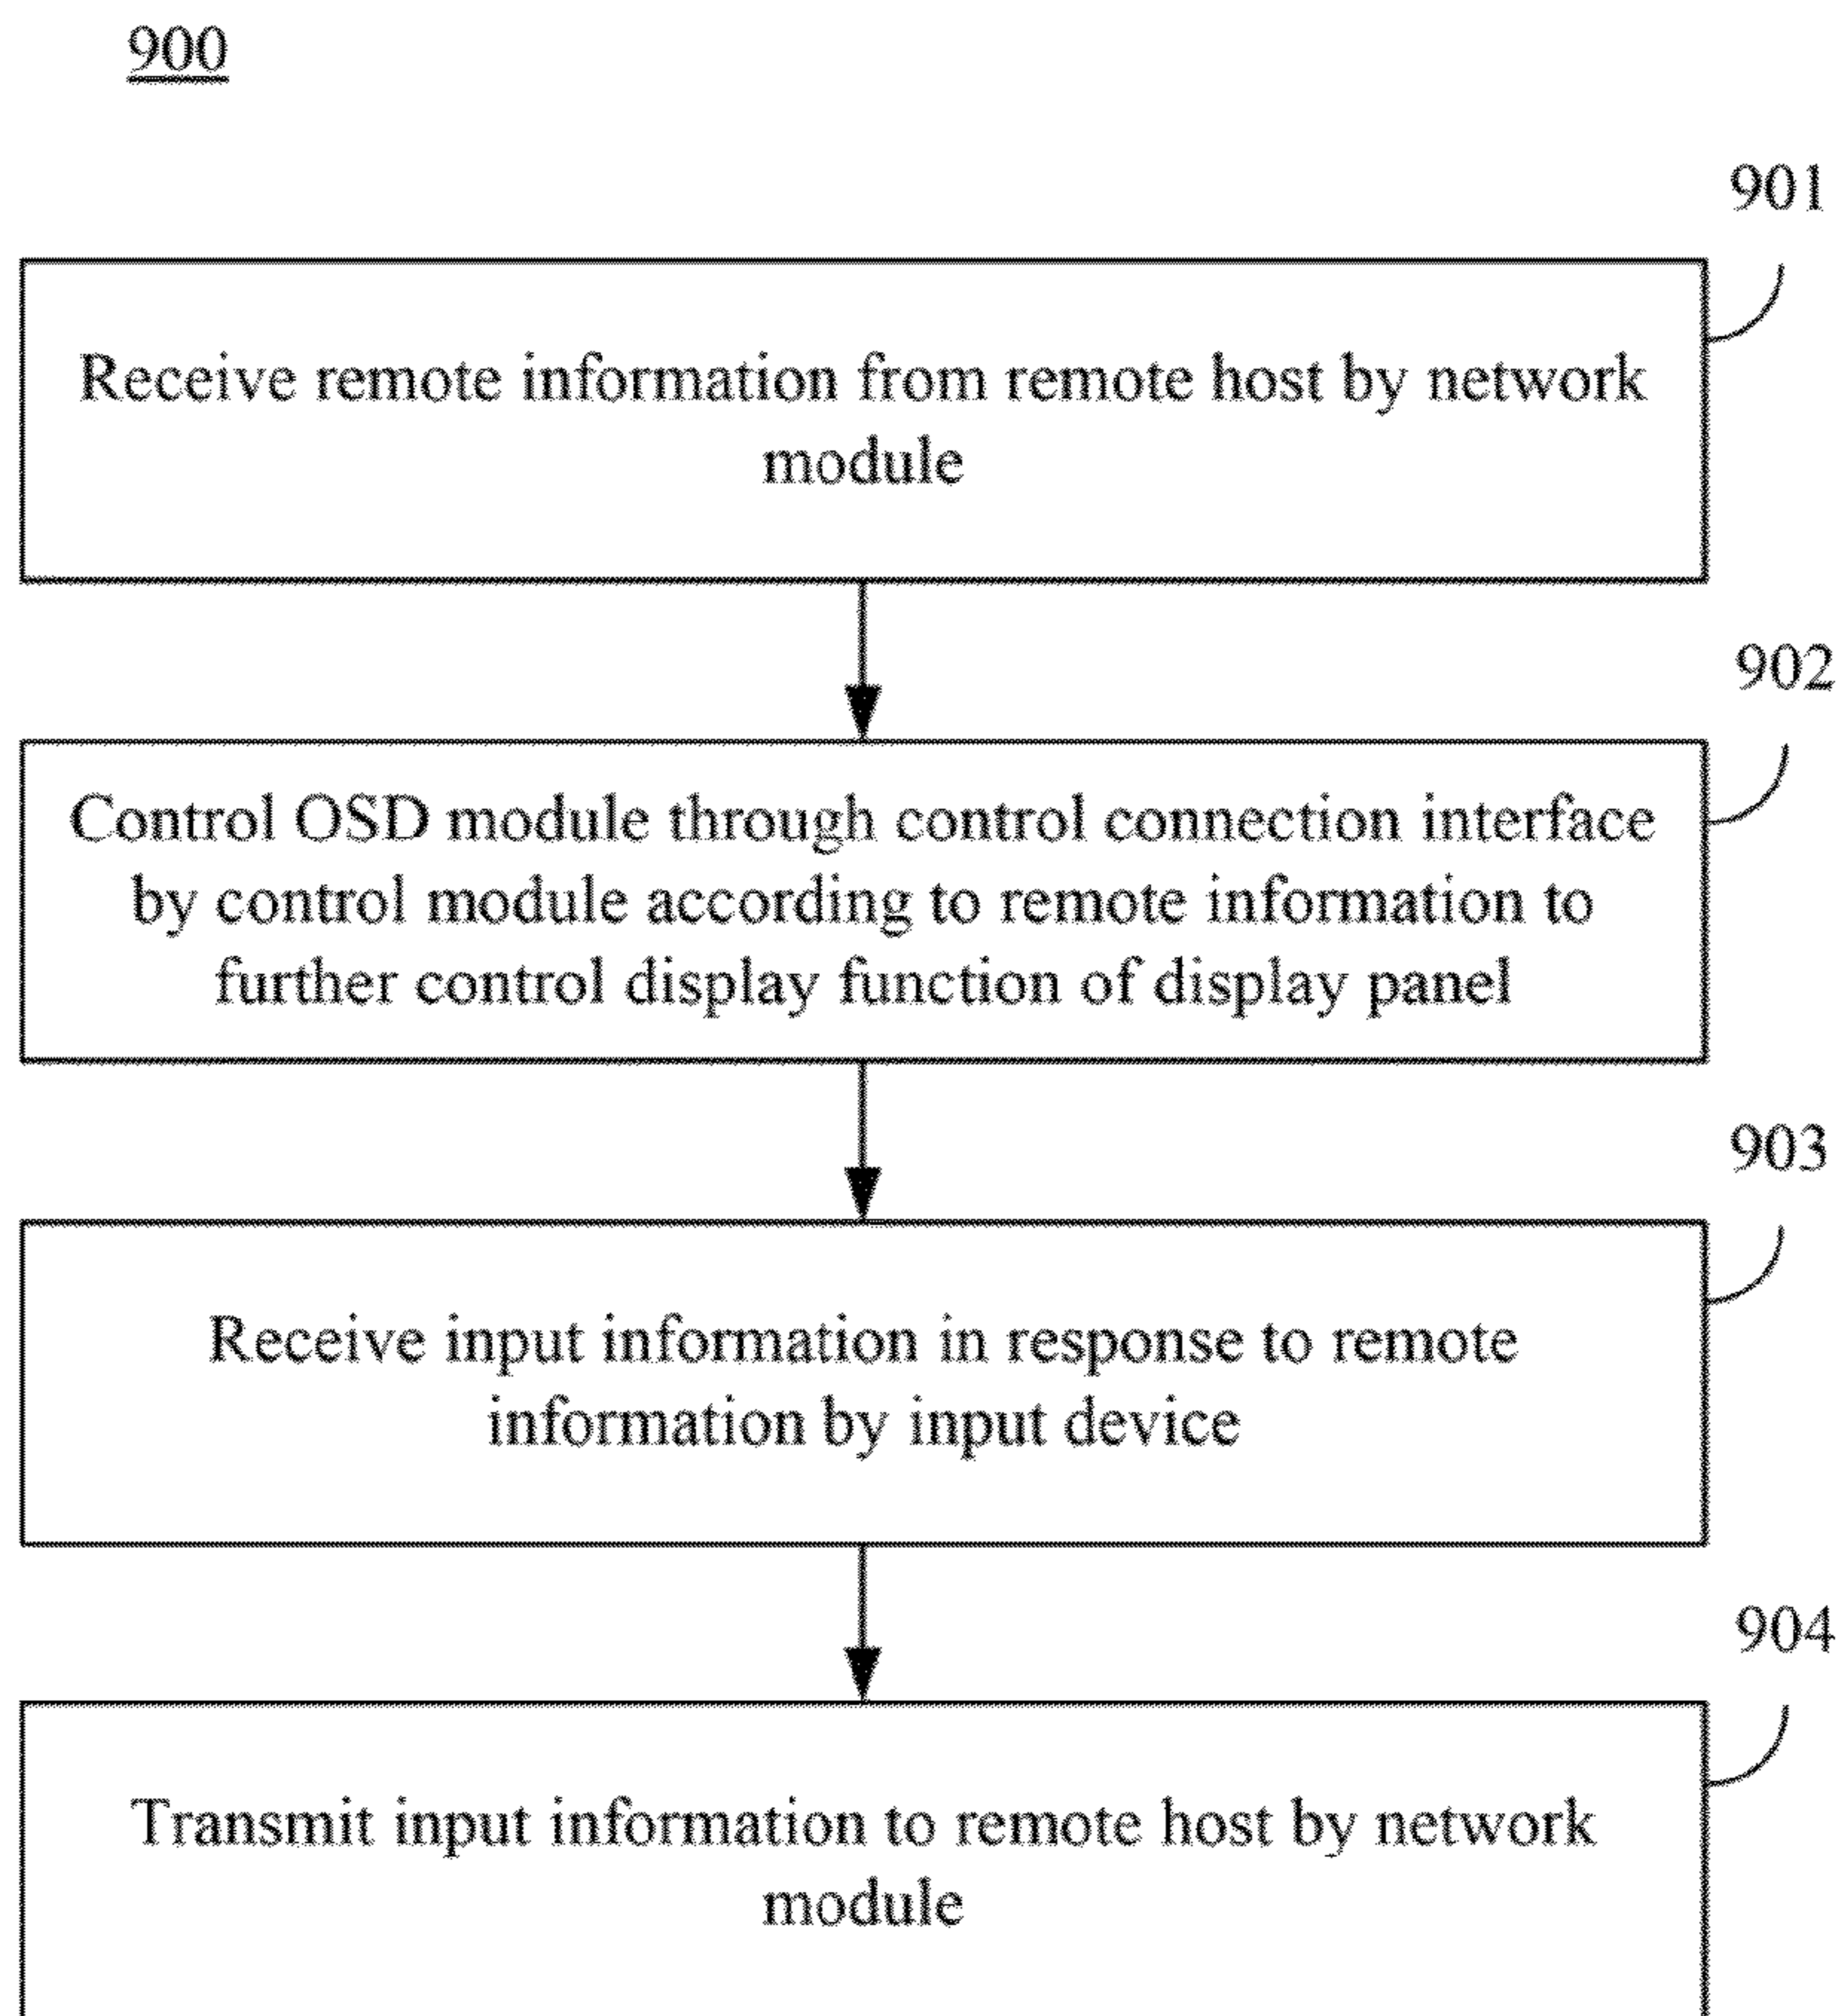 900
901
Receive remote information from remote host by network
module
902
Control OSD module through control connection interface
by control module according to remote information to
further control display function of display panel
903
Receive input information in response to remote
information by input device
904
Transmit input information to remote host by network
module